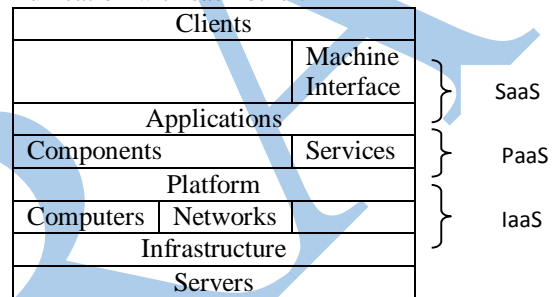 Clients
Machine
Interface
SaaS
Applications
Components Services
PaaS
Platform
Computers Networks
IaaS
Infrastructure
Servers